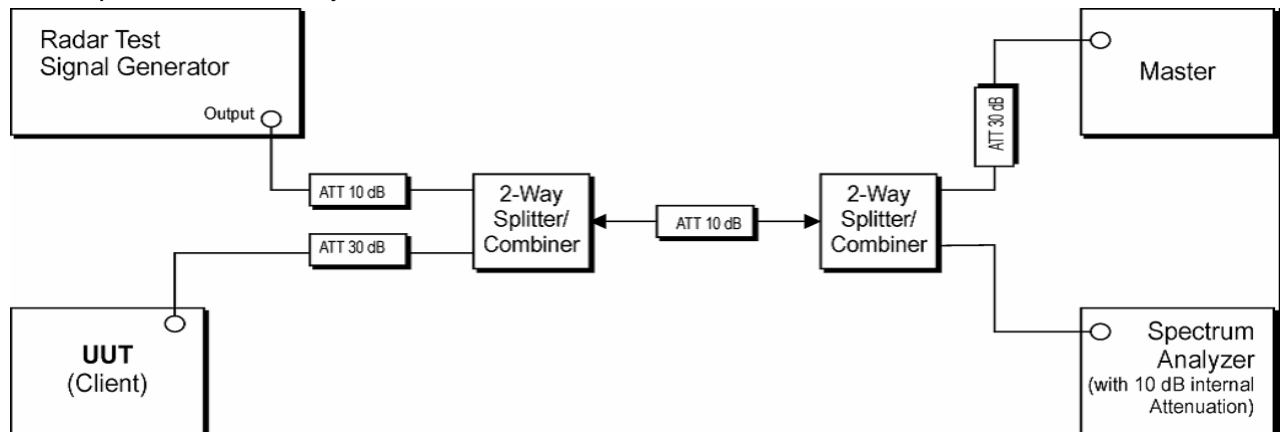 Radar Test
Signal Generator
Output
ATT 10 dB
ATT 30 dB
2-Way
Splitter/
Combiner
ATT 10 dB
2-Way
Splitter/
Combiner
ATT 30 dB
Master
UUT
(Client)
Spectrum
Analyzer
(with 10 dB internal
Attenuation)